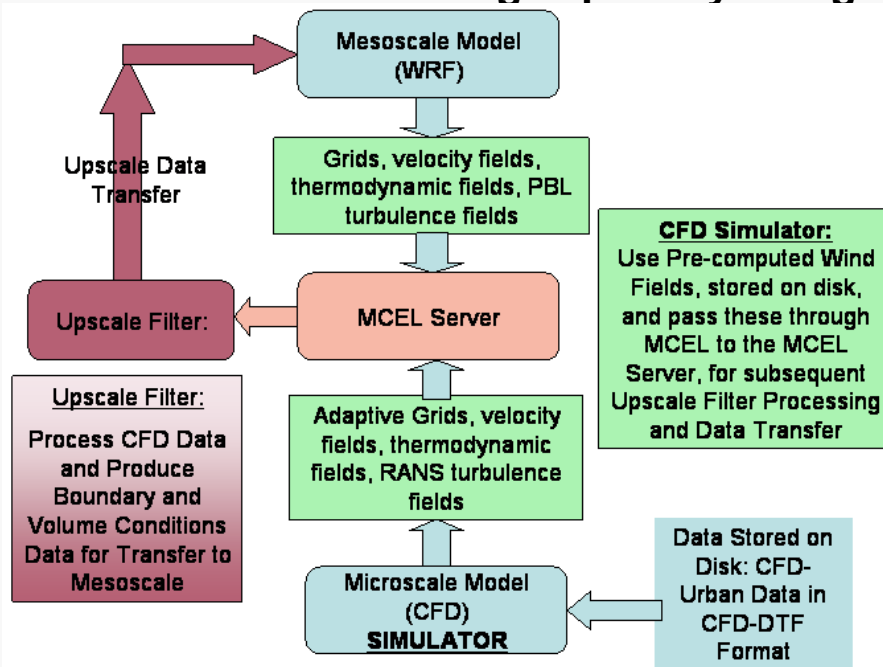 Mesoscale Model
(WRF)
Upscale Data
Transfer
Grids, velocity fields,
thermodynamic fields, PBL
turbulence fields
CFD Simulator:
Use Pre-computed Wind
Fields, stored on disk,
and pass these through
MCEL to the MCEL
Server, for subsequent
Upscale Filter Processing
and Data Transfer
Upscale Filter:
MCEL Server
Upscale Filter:
Process CFD Data
and Produce
Boundary and
Volume Conditions
Data for Transfer to
Mesoscale
Adaptive Grids, velocity
fields, thermodynamic
fields, RANS turbulence
fields
Microscale Model
(CFD)
SIMULATOR
Data Stored on
Disk: CFD-
Urban Data in
CFD-DTF
Format